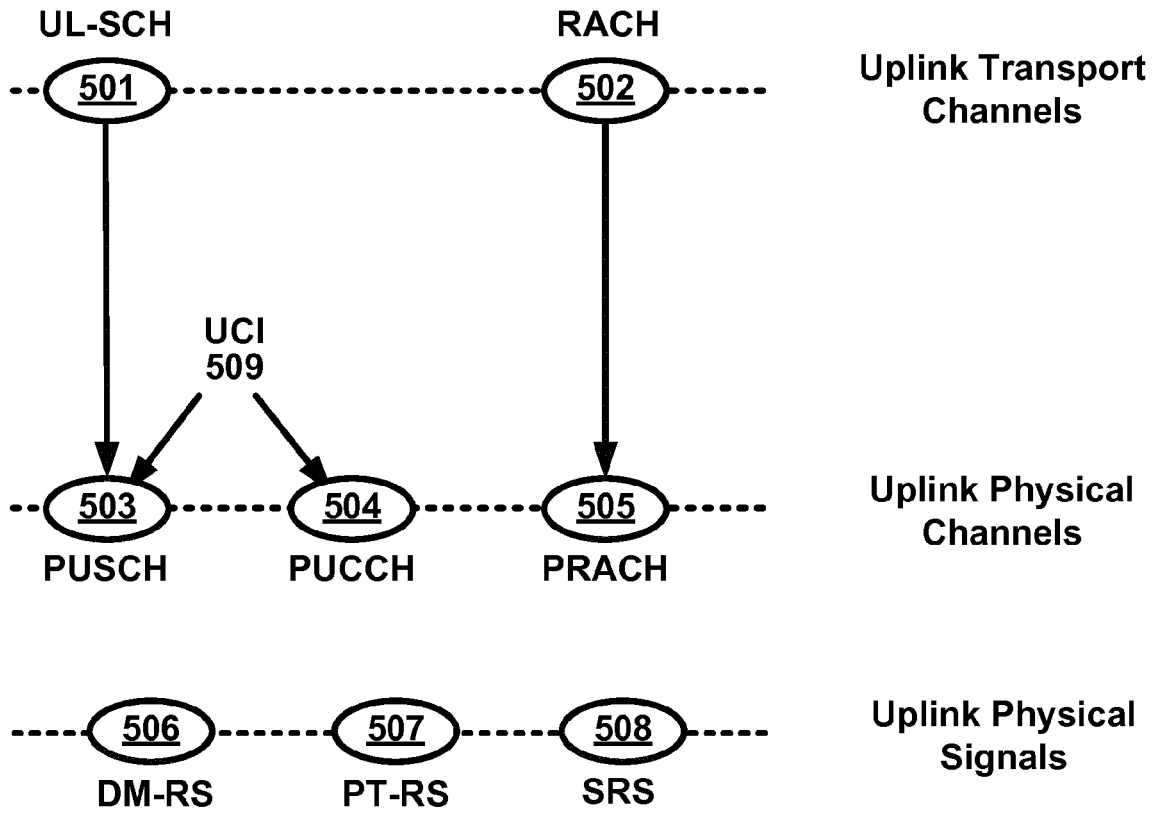 UL-SCH
RACH
501
502
Uplink Transport
Channels
UCI
509
503
504
505
Uplink Physical
Channels
PUSCH
PUCCH
PRACH
506
507
508
Uplink Physical
Signals
DM-RS
PT-RS
SRS